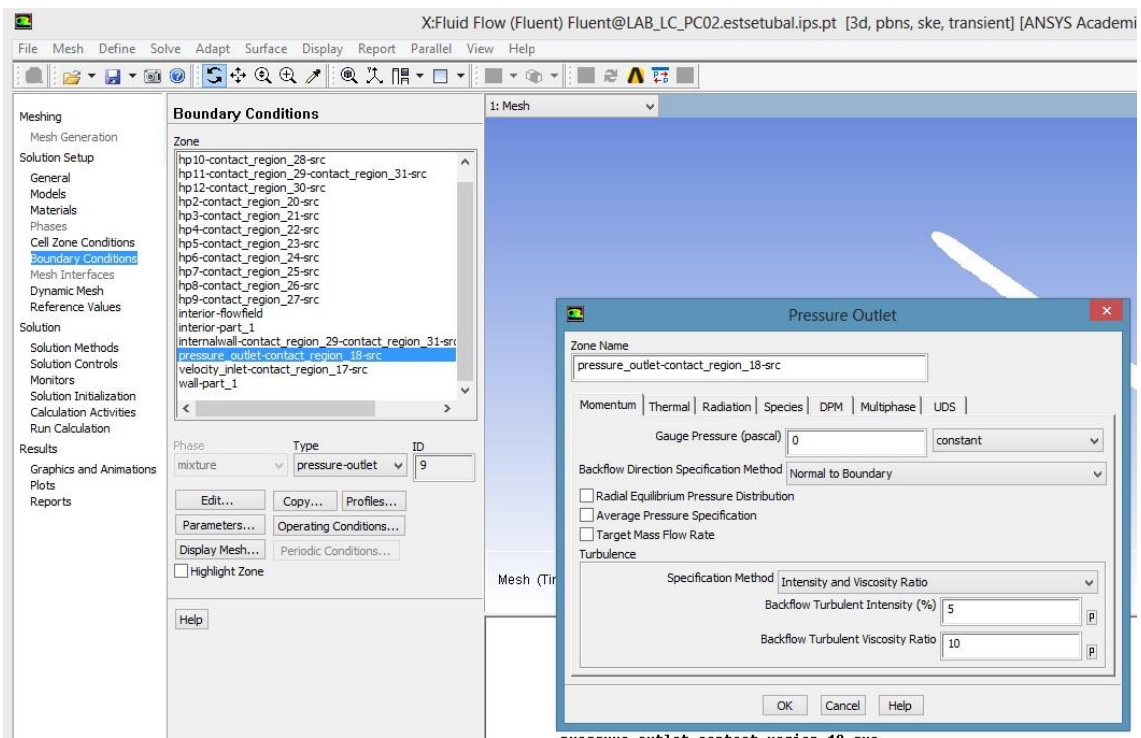 X:Fluid Flow (Fluent) Fluent@LAB_LC_PC02.estsetubal.ips.pt [3d, pbns, ske, transient] [ANSYS Academi
File Mesh Define Solve Adapt Surface Display Report Parallel View Help
Meshing
Mesh Generation
Solution Setup
General
Models
Materials
Phases
Cell Zone Conditions
Boundary Conditions
Mesh Interfaces
Dynamic Mesh
Reference Values
Solution
Solution Methods
Solution Controls
Monitors
Solution Initialization
Calculation Activities
Run Calculation
Results
Graphics and Animations
Plots
Reports
Boundary Conditions
Zone
hp10-contact_region_28-src
hp11-contact_region_29-contact_region_31-src
hp12-contact_region_30-src
hp2-contact_region_20-src
hp3-contact_region_21-src
hp4-contact_region_22-src
hp5-contact_region_23-src
hp6-contact_region_24-src
hp7-contact_region_25-src
hp8-contact_region_26-src
hp9-contact_region_27-src
interior-flowfield
interior-part_1
internalwall-contact_region_29-contact_region_31-src
pressure_outlet-contact_region_18-src
velocity_inlet-contact_region_17-src
wall-part_1
Phase Type ID
mixture pressure-outlet 9
Edit... Copy... Profiles...
Parameters... Operating Conditions...
Display Mesh... Periodic Conditions...
Highlight Zone
Help
1: Mesh
Mesh (Tir
Pressure Outlet
Zone Name
pressure_outlet-contact_region_18-src
Momentum Thermal Radiation Species DPM Multiphase UDS
Gauge Pressure (pascal) 0 constant
Backflow Direction Specification Method Normal to Boundary
Radial Equilibrium Pressure Distribution
Average Pressure Specification
Target Mass Flow Rate
Turbulence
Specification Method Intensity and Viscosity Ratio
Backflow Turbulent Intensity (%) 5 P
Backflow Turbulent Viscosity Ratio 10 P
OK Cancel Help